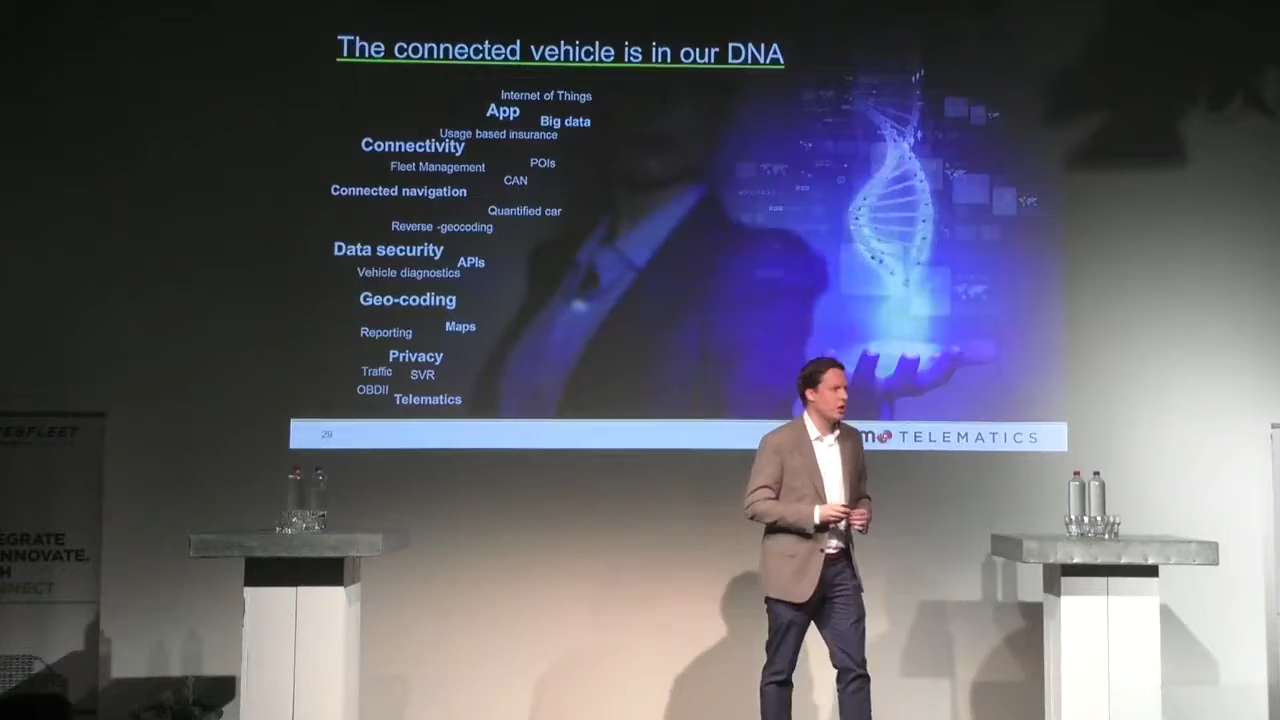 The connected vehicle is in our DNA
Internet of Things
App
Big data
Usage based insurance
Connectivity
POIs
Fleet Management
CAN
Connected navigation
Quantified car
Reverse -geocoding
Data security
APIs
Vehicle diagnostics
Geo-coding
Maps
Reporting
Privacy
Traffic
SVR
OBDII
Telematics
29
TELEMATICS
EGRATE
NNOVATE.